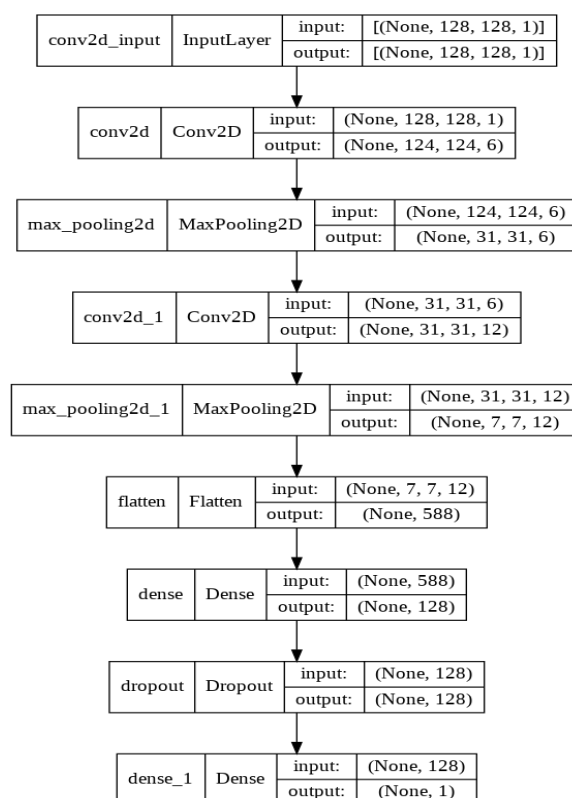 conv2d_input InputLayer input: [(None, 128, 128, 1)]
output: [(None, 128, 128, 1)]
conv2d Conv2D input: (None, 128, 128, 1)
output: (None, 124, 124, 6)
max_pooling2d MaxPooling2D input: (None, 124, 124, 6)
output: (None, 31, 31, 6)
conv2d_1 Conv2D input: (None, 31, 31, 6)
output: (None, 31, 31, 12)
max_pooling2d_1 MaxPooling2D input: (None, 31, 31, 12)
output: (None, 7, 7, 12)
flatten Flatten input: (None, 7, 7, 12)
output: (None, 588)
dense Dense input: (None, 588)
output: (None, 128)
dropout Dropout input: (None, 128)
output: (None, 128)
dense_1 Dense input: (None, 128)
output: (None, 1)